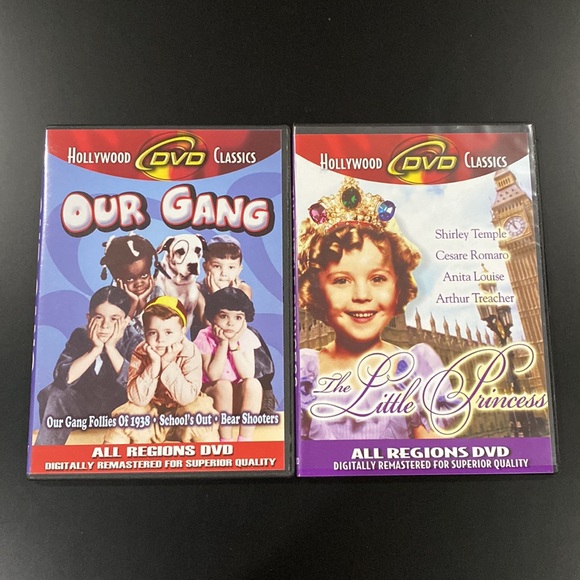 HOLLYWOOD DVD CLASSICS
OUR GANG
Our Gang Follies Of 1938 • School's Out • Bear Shooters
ALL REGIONS DVD
DIGITALLY REMASTERED FOR SUPERIOR QUALITY
HOLLYWOOD DVD CLASSICS
Shirley Temple
Cesare Romaro
Anita Louise
Arthur Treacher
The Little Princess
ALL REGIONS DVD
DIGITALLY REMASTERED FOR SUPERIOR QUALITY